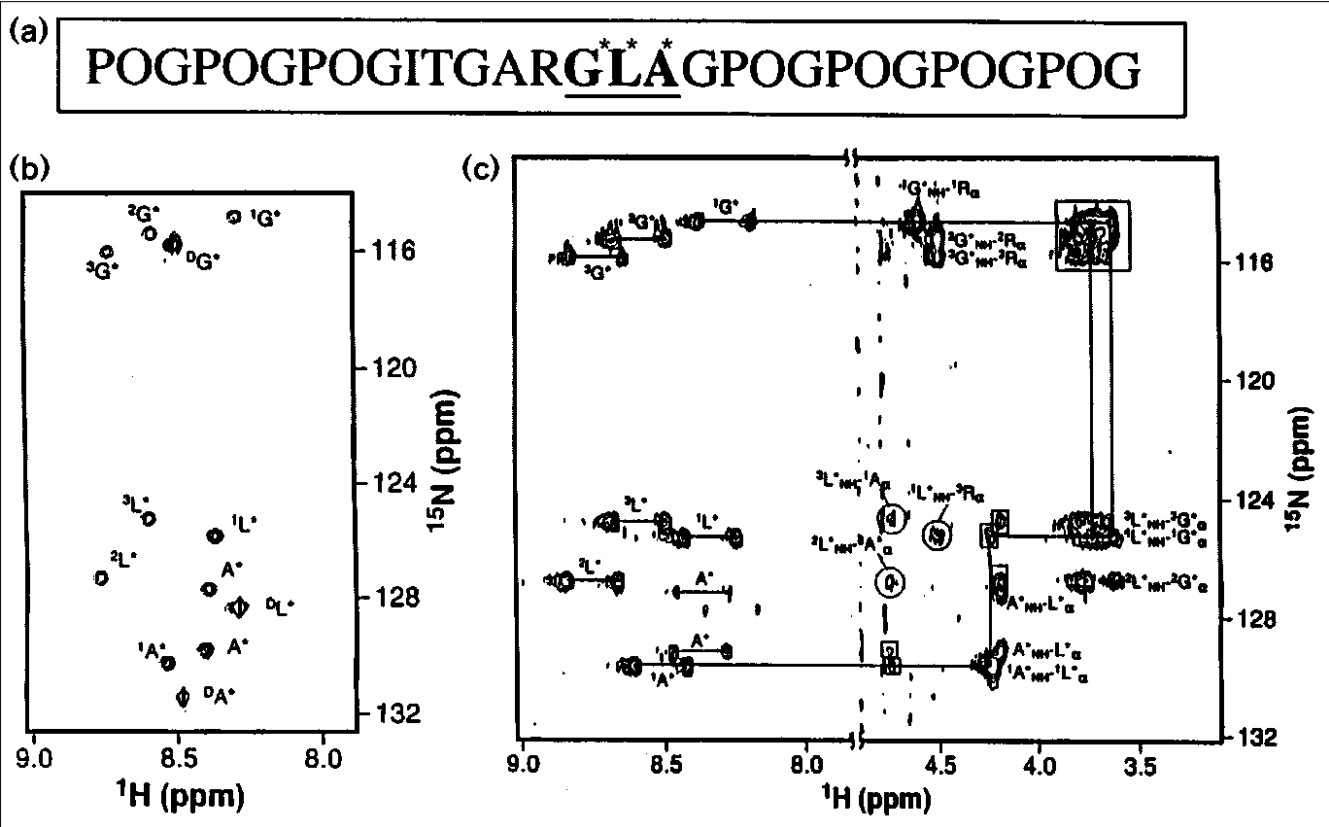 (a)
POGPOGPOGITGARG*L*A*GPOGPOGPOGPOG
(b)
²G* ¹G*
³G* ᴰG*
³L* ¹L*
²L* A*
ᴰL*
¹A* A*
ᴰA*
116
120
124
128
132
¹⁵N (ppm)
9.0 8.5 8.0
¹H (ppm)
(c)
¹G*NH-¹Rα
¹G*
²G*
²G*NH-²Rα
³G*NH-³Rα
³G*
³L*NH-¹Aα
¹L*NH-³Rα
³L* ¹L*
³L*NH-³G*α
¹L*NH-¹G*α
²L*NH-³A*α
²L* A*
²L*NH-²G*α
A*NH-L*α
A*
A*NH-L*α
¹A*
¹A*NH-¹L*α
116
120
124
128
132
¹⁵N (ppm)
9.0 8.5 8.0 4.5 4.0 3.5
¹H (ppm)